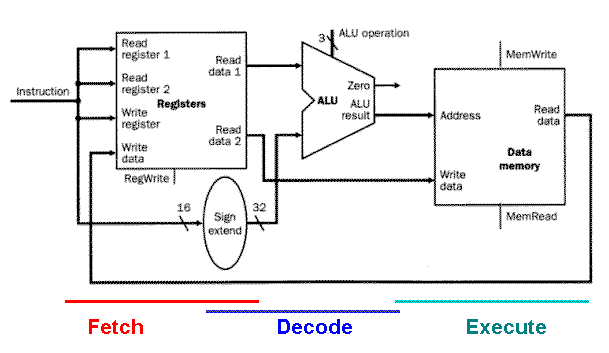 Instruction
Read
register 1
Read
register 2
Write
register
Write
data
Registers
Read
data 1
Read
data 2
RegWrite
16
Sign
extend
32
3
ALU operation
Zero
ALU
ALU
result
MemWrite
Address
Read
data
Data
memory
Write
data
MemRead
Fetch
Decode
Execute